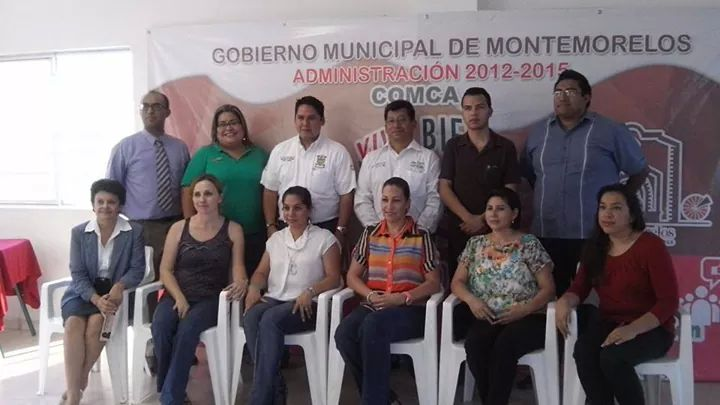 GOBIERNO MUNICIPAL DE MONTEMORELOS
ADMINISTRACIÓN 2012-2015
COMCA